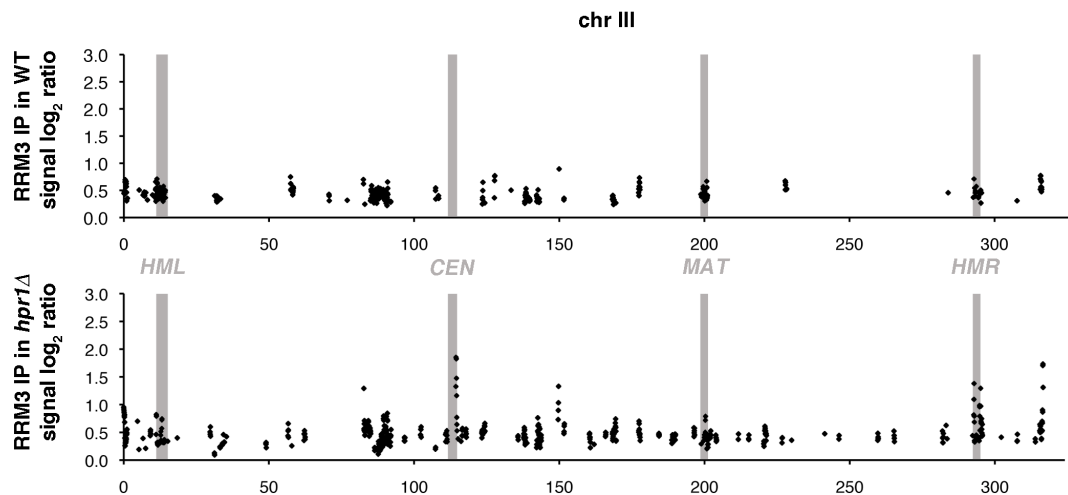 chr III
RRM3 IP in WT
signal log2 ratio
3.0
2.5
2.0
1.5
1.0
0.5
0.0
0 50 100 150 200 250 300
HML CEN MAT HMR
RRM3 IP in hpr1Δ
signal log2 ratio
3.0
2.5
2.0
1.5
1.0
0.5
0.0
0 50 100 150 200 250 300